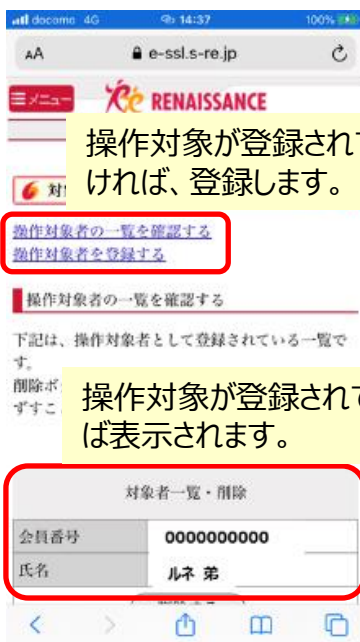 docomo 4G 14:37 100%
AA e-ssl.s-re.jp
メニュー RENAISSANCE
操作対象が登録されて
ければ、登録します。
対
操作対象者の一覧を確認する
操作対象者を登録する
操作対象者の一覧を確認する
下記は、操作対象者として登録されている一覧で
す。
削除ボ
ずすこ
操作対象が登録されて
ば表示されます。
対象者一覧・削除
会員番号 0000000000
氏名 ルネ 弟